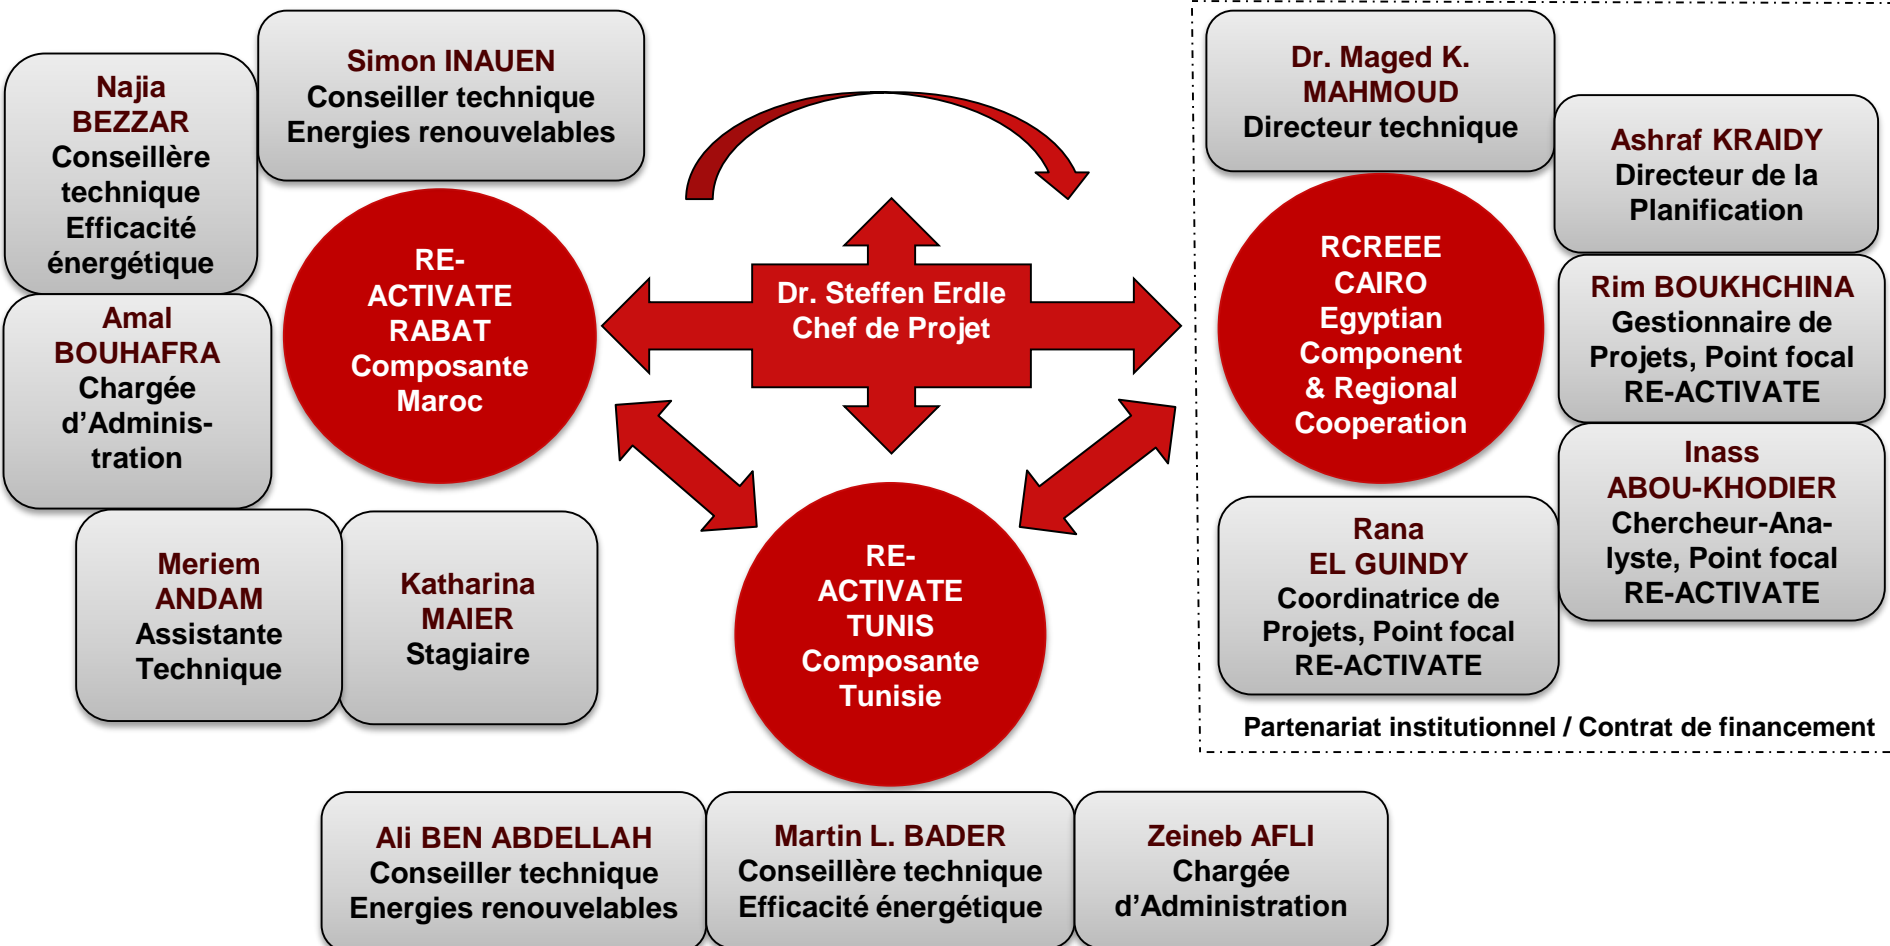 Simon INAUEN
Conseiller technique
Energies renouvelables
Najia
BEZZAR
Conseillère
technique
Efficacité
énergétique
Amal
BOUHAFRA
Chargée
d’Adminis-
tration
Meriem
ANDAM
Assistante
Technique
Katharina
MAIER
Stagiaire
RE-
ACTIVATE
RABAT
Composante
Maroc
Dr. Steffen Erdle
Chef de Projet
RE-
ACTIVATE
TUNIS
Composante
Tunisie
Ali BEN ABDELLAH
Conseiller technique
Energies renouvelables
Martin L. BADER
Conseillère technique
Efficacité énergétique
Zeineb AFLI
Chargée
d’Administration
Dr. Maged K.
MAHMOUD
Directeur technique
Ashraf KRAIDY
Directeur de la
Planification
RCREEE
CAIRO
Egyptian
Component
& Regional
Cooperation
Rim BOUKHCHINA
Gestionnaire de
Projets, Point focal
RE-ACTIVATE
Inass
ABOU-KHODIER
Chercheur-Ana-
lyste, Point focal
RE-ACTIVATE
Rana
EL GUINDY
Coordinatrice de
Projets, Point focal
RE-ACTIVATE
Partenariat institutionnel / Contrat de financement